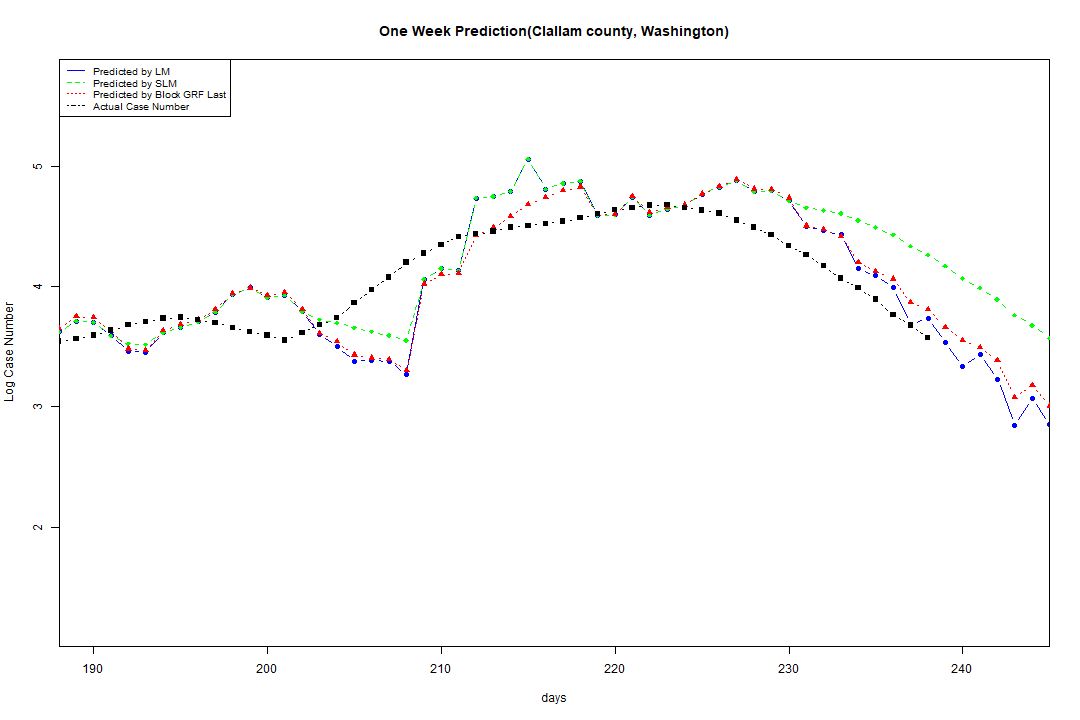 One Week Prediction(Clallam county, Washington)
Predicted by LM
Predicted by SLM
Predicted by Block GRF Last
Actual Case Number
5
4
3
2
Log Case Number
190 200 210 220 230 240
days